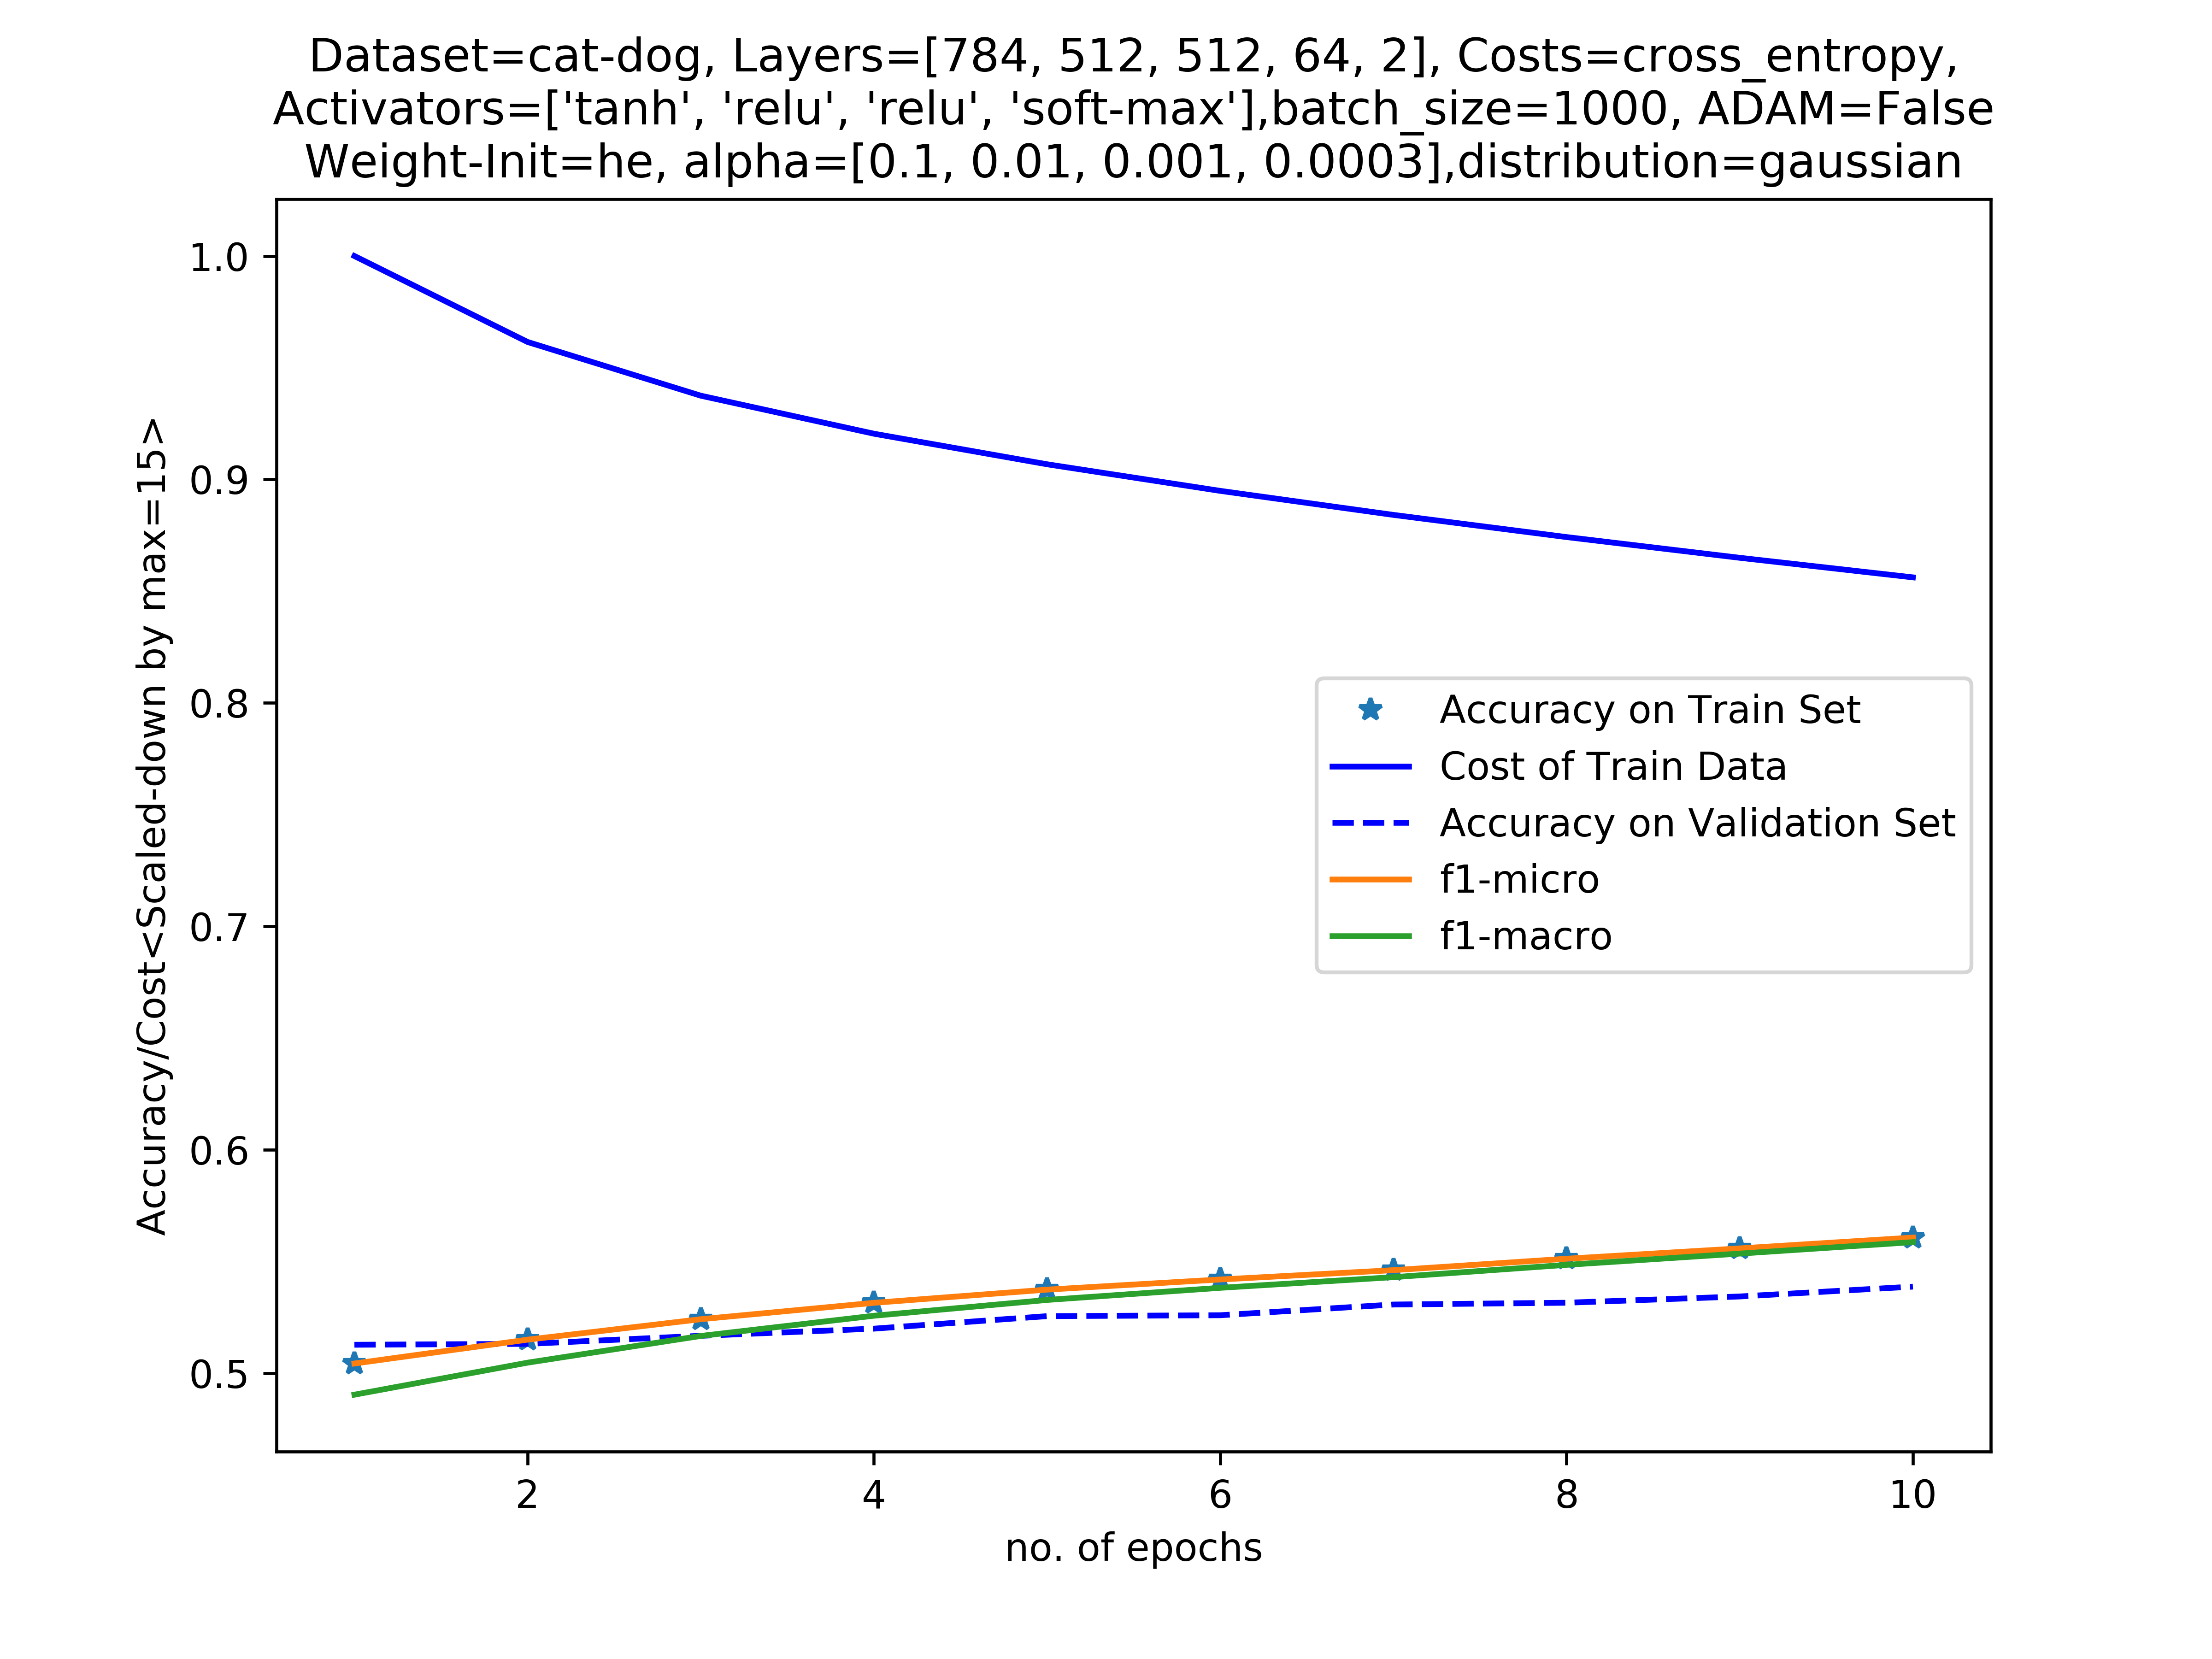 Dataset=cat-dog, Layers=[784, 512, 512, 64, 2], Costs=cross_entropy,
Activators=['tanh', 'relu', 'relu', 'soft-max'],batch_size=1000, ADAM=False
Weight-Init=he, alpha=[0.1, 0.01, 0.001, 0.0003],distribution=gaussian
Accuracy/Cost<Scaled-down by max=15>
1.0
0.9
0.8
0.7
0.6
0.5
Accuracy on Train Set
Cost of Train Data
Accuracy on Validation Set
f1-micro
f1-macro
2 4 6 8 10
no. of epochs